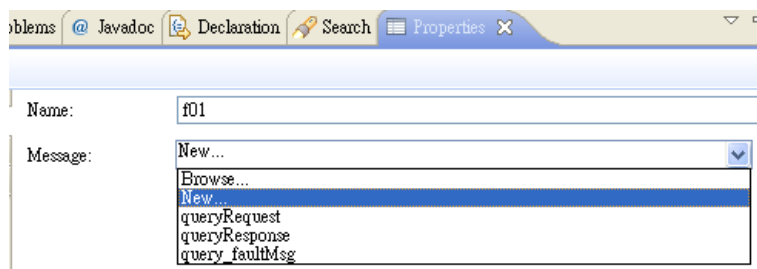 oblems @ Javadoc Declaration Search Properties
Name: f01
Message: New...
Browse...
New...
queryRequest
queryResponse
query_faultMsg